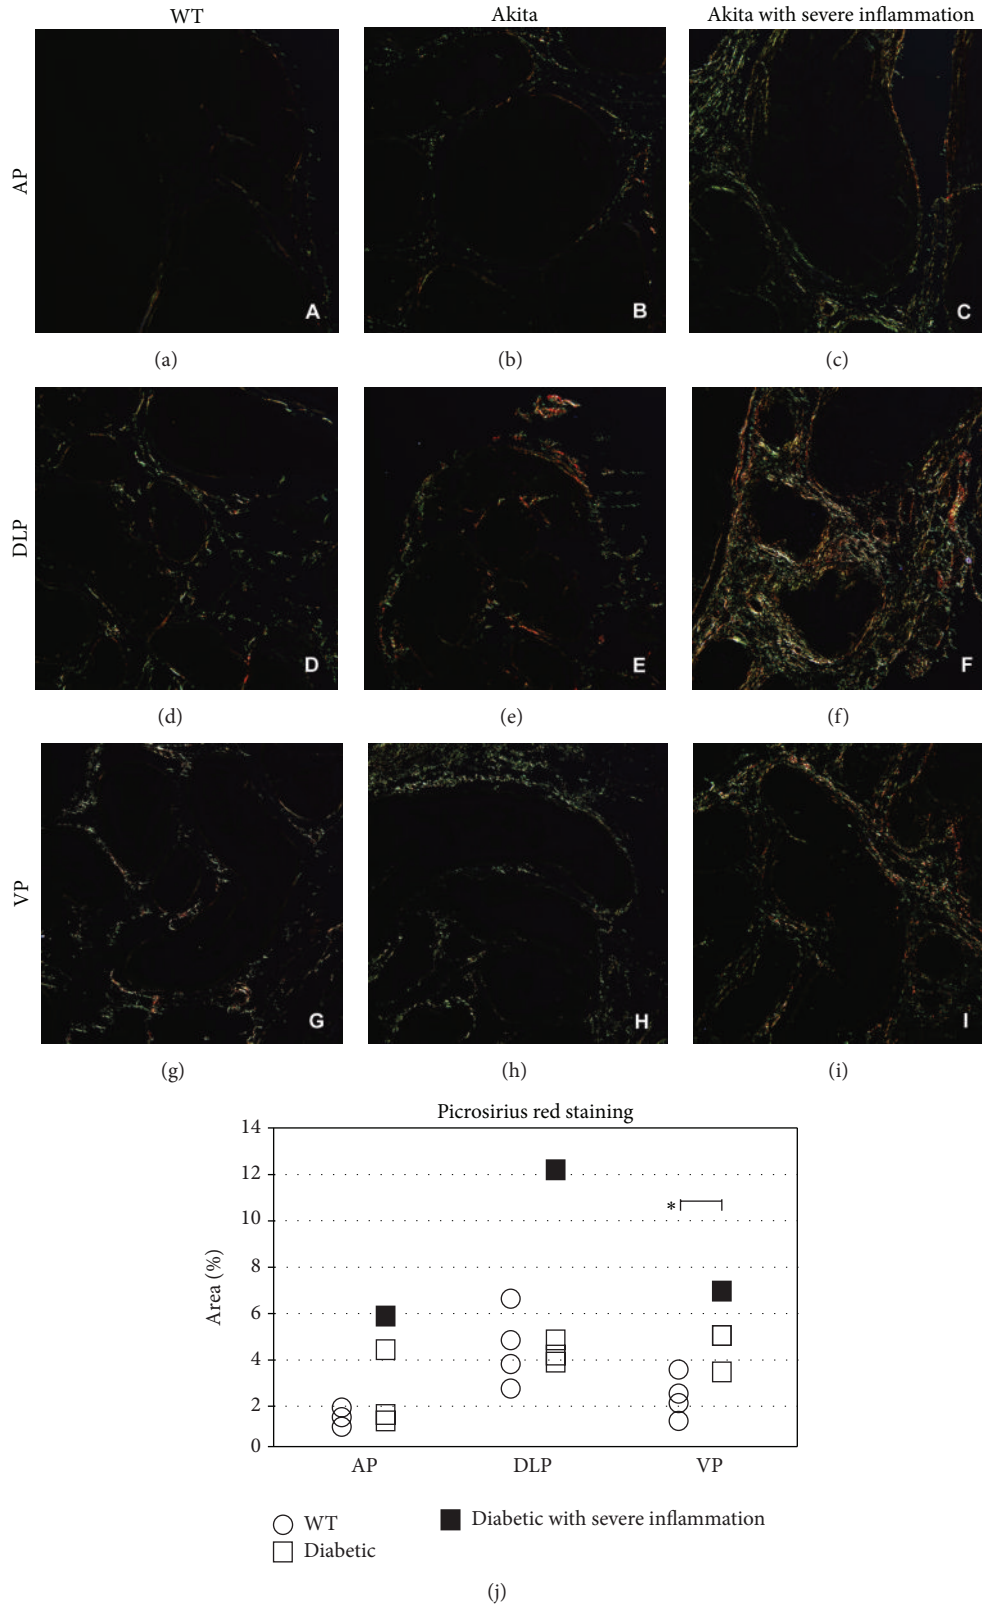 WT
Akita
Akita with severe inflammation
AP
A
B
C
(a)
(b)
(c)
DLP
D
E
F
(d)
(e)
(f)
VP
G
H
I
(g)
(h)
(i)
Picrosirius red staining
Area (%)
14
12
10
8
6
4
2
0
*
AP
DLP
VP
WT
Diabetic
Diabetic with severe inflammation
(j)